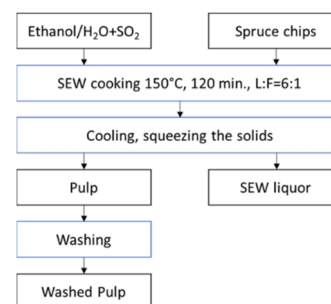 Ethanol/H₂O+SO₂
Spruce chips
SEW cooking 150°C, 120 min., L:F=6:1
Cooling, squeezing the solids
Pulp
SEW liquor
Washing
Washed Pulp